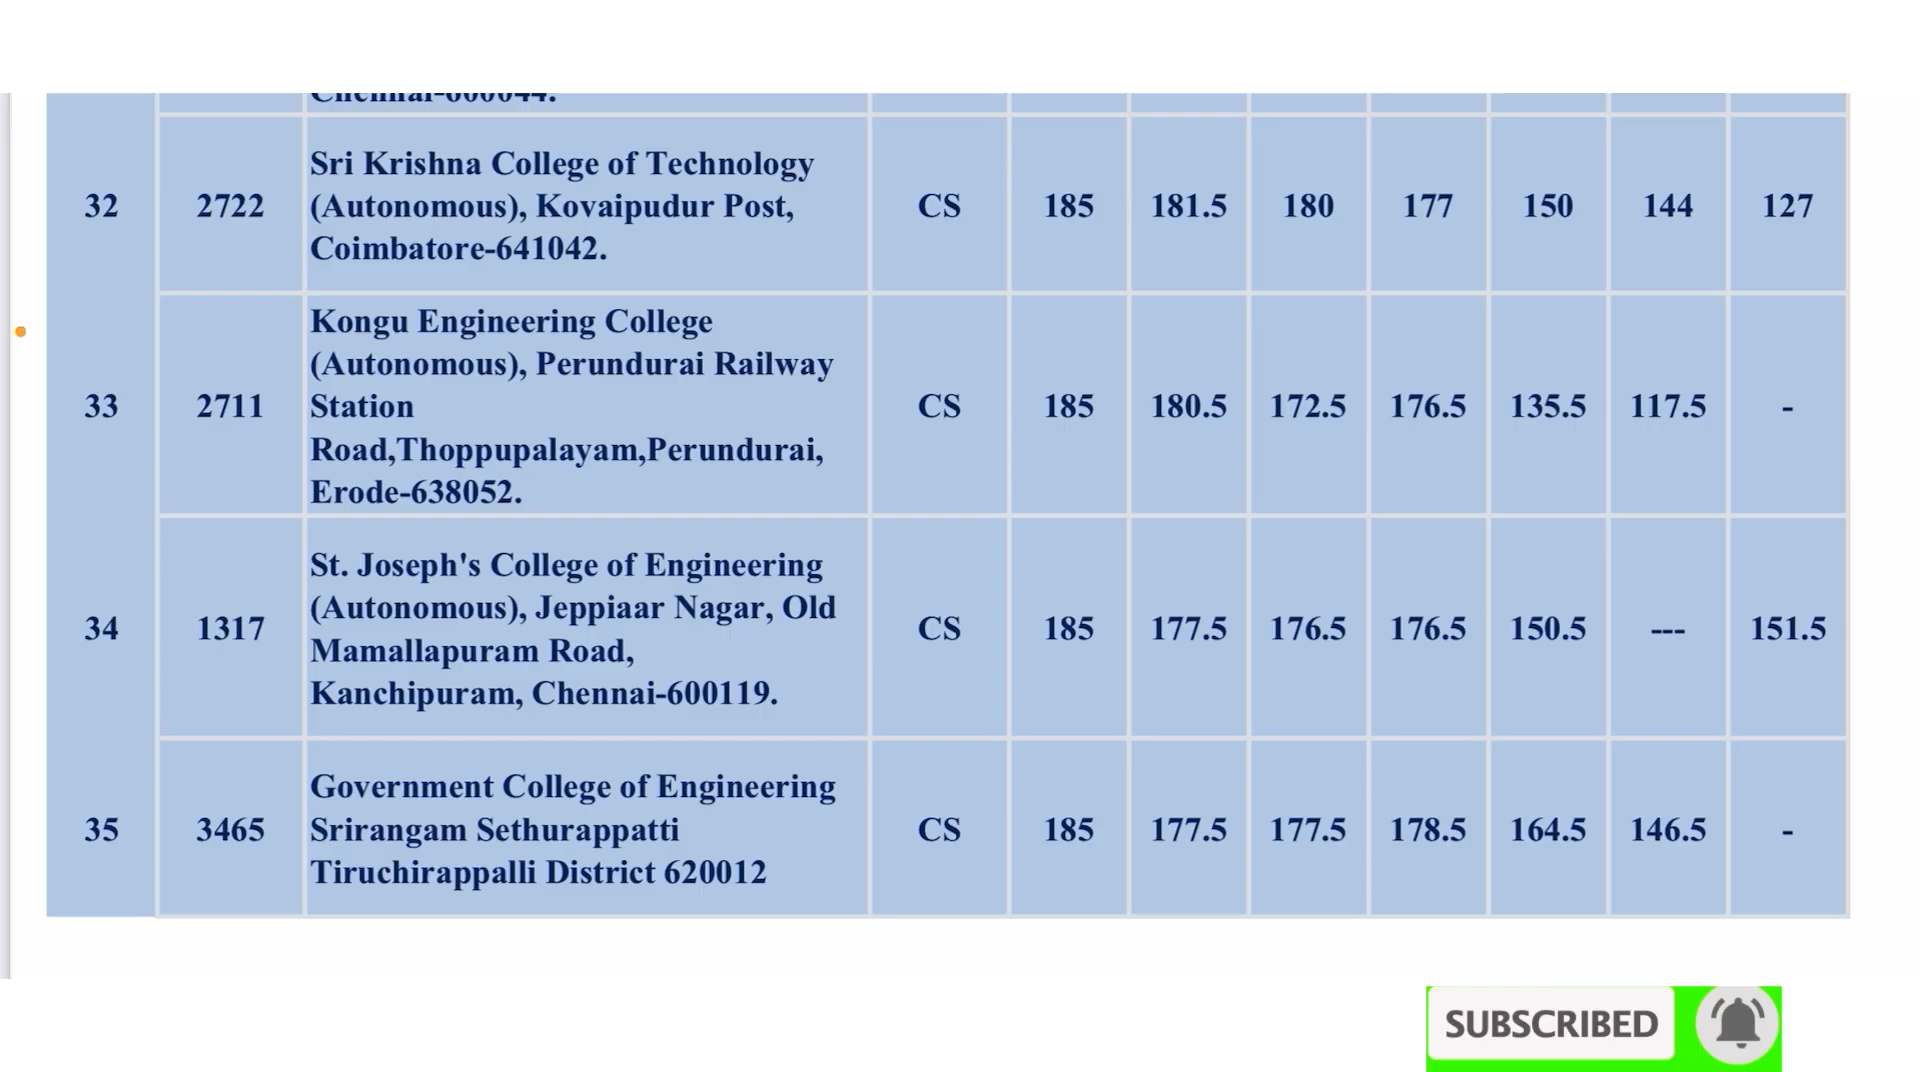 Chennai-600044.
32 2722 Sri Krishna College of Technology
(Autonomous), Kovaipudur Post,
Coimbatore-641042. CS 185 181.5 180 177 150 144 127
33 2711 Kongu Engineering College
(Autonomous), Perundurai Railway
Station
Road,Thoppupalayam,Perundurai,
Erode-638052. CS 185 180.5 172.5 176.5 135.5 117.5 -
34 1317 St. Joseph's College of Engineering
(Autonomous), Jeppiaar Nagar, Old
Mamallapuram Road,
Kanchipuram, Chennai-600119. CS 185 177.5 176.5 176.5 150.5 --- 151.5
35 3465 Government College of Engineering
Srirangam Sethurappatti
Tiruchirappalli District 620012 CS 185 177.5 177.5 178.5 164.5 146.5 -
SUBSCRIBED